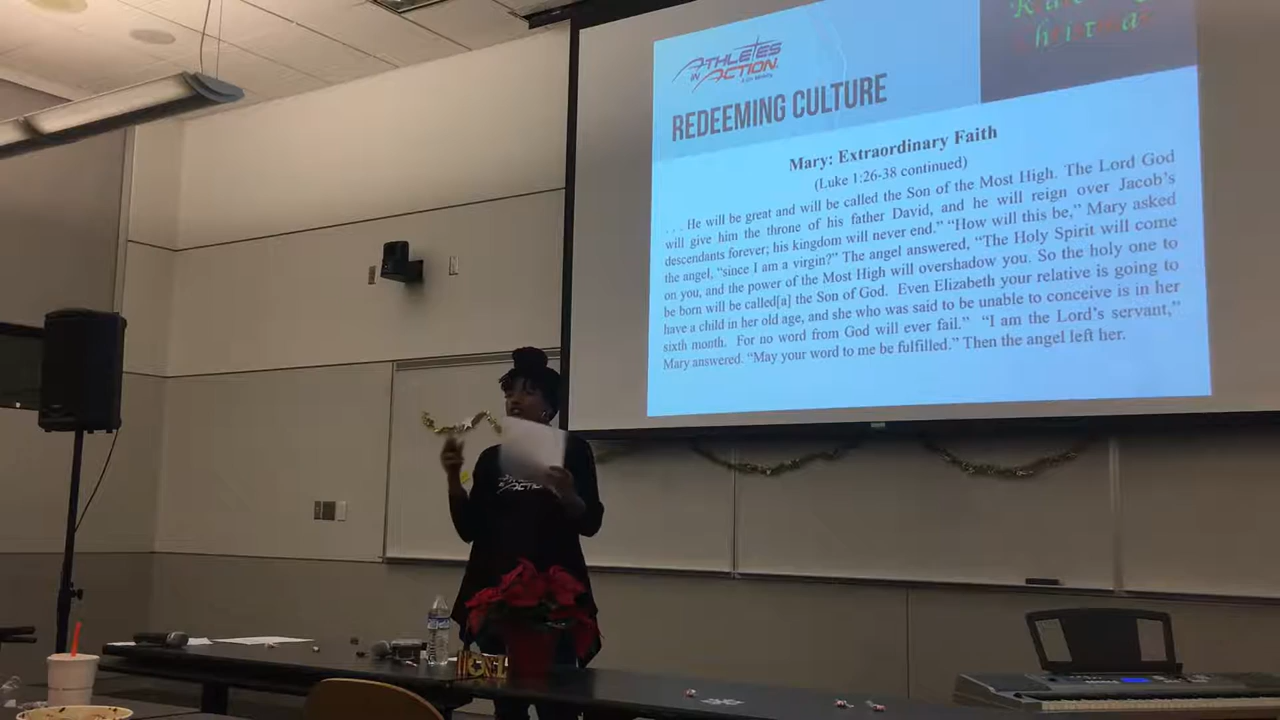 ATHLETES
IN ACTION
REDEEMING CULTURE
Christmas
Mary: Extraordinary Faith
(Luke 1:26-38 continued)
. . . He will be great and will be called the Son of the Most High. The Lord God
will give him the throne of his father David, and he will reign over Jacob's
descendants forever; his kingdom will never end." "How will this be," Mary asked
the angel, "since I am a virgin?" The angel answered, "The Holy Spirit will come
on you, and the power of the Most High will overshadow you. So the holy one to
be born will be called[a] the Son of God. Even Elizabeth your relative is going to
have a child in her old age, and she who was said to be unable to conceive is in her
sixth month. For no word from God will ever fail." "I am the Lord's servant,"
Mary answered. "May your word to me be fulfilled." Then the angel left her.
IN ACTION